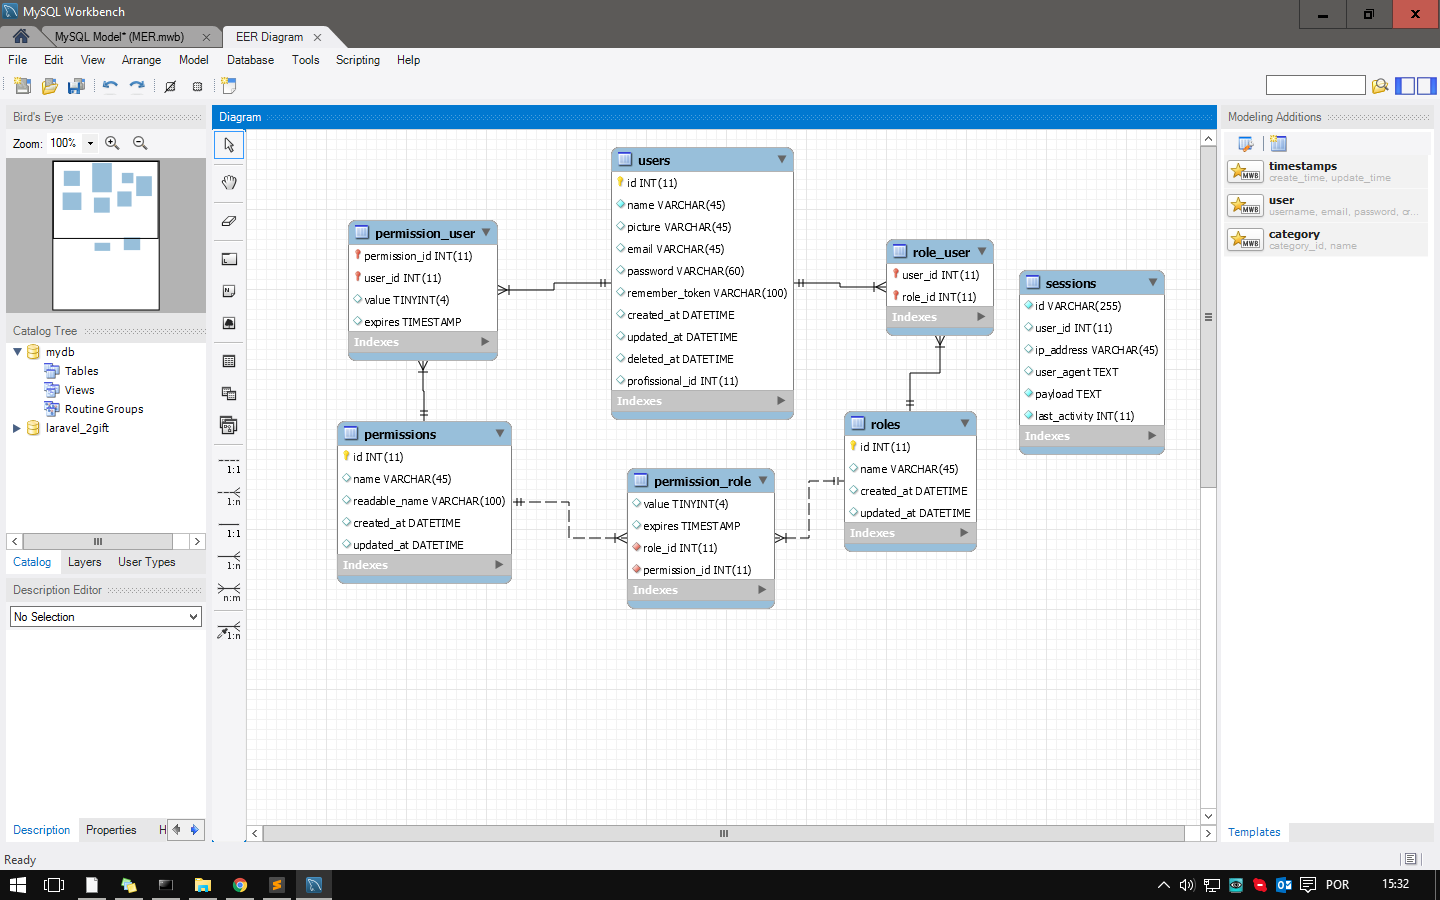 MySQL Workbench
MySQL Model* (MER.mwb)
EER Diagram
File Edit View Arrange Model Database Tools Scripting Help
Bird's Eye
Zoom: 100%
Catalog Tree
mydb
Tables
Views
Routine Groups
laravel_2gift
Catalog Layers User Types
Description Editor
No Selection
Description Properties H
Ready
Diagram
1:1
1:n
1:1
1:n
n:m
1:n
permission_user
permission_id INT(11)
user_id INT(11)
value TINYINT(4)
expires TIMESTAMP
Indexes
permissions
id INT(11)
name VARCHAR(45)
readable_name VARCHAR(100)
created_at DATETIME
updated_at DATETIME
Indexes
users
id INT(11)
name VARCHAR(45)
picture VARCHAR(45)
email VARCHAR(45)
password VARCHAR(60)
remember_token VARCHAR(100)
created_at DATETIME
updated_at DATETIME
deleted_at DATETIME
profissional_id INT(11)
Indexes
permission_role
value TINYINT(4)
expires TIMESTAMP
role_id INT(11)
permission_id INT(11)
Indexes
role_user
user_id INT(11)
role_id INT(11)
Indexes
roles
id INT(11)
name VARCHAR(45)
created_at DATETIME
updated_at DATETIME
Indexes
sessions
id VARCHAR(255)
user_id INT(11)
ip_address VARCHAR(45)
user_agent TEXT
payload TEXT
last_activity INT(11)
Indexes
Modeling Additions
MWB
timestamps
create_time, update_time
MWB
user
username, email, password, cr...
MWB
category
category_id, name
Templates
POR
15:32